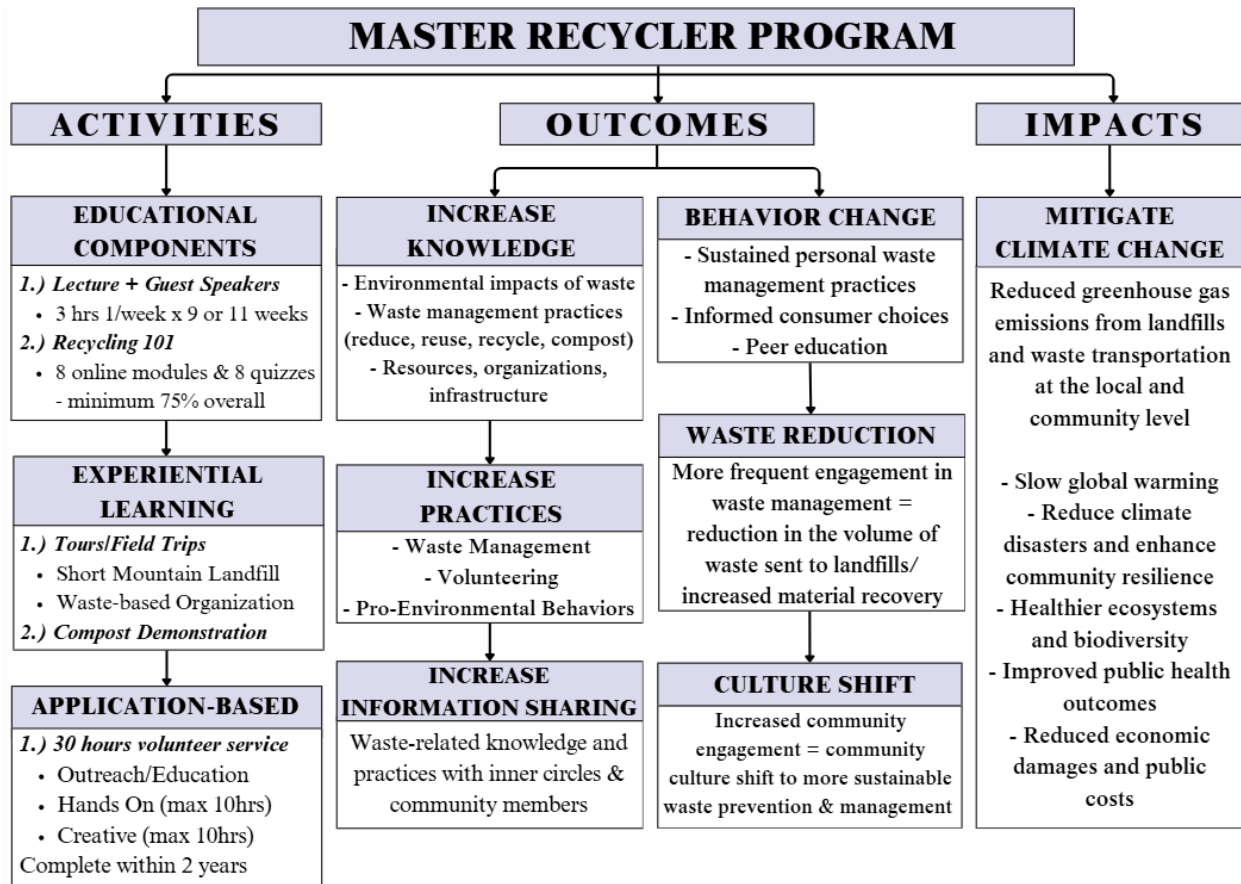 MASTER RECYCLER PROGRAM
ACTIVITIES
EDUCATIONAL
COMPONENTS
1.) Lecture + Guest Speakers
• 3 hrs 1/week x 9 or 11 weeks
2.) Recycling 101
• 8 online modules & 8 quizzes
- minimum 75% overall
EXPERIENTIAL
LEARNING
1.) Tours/Field Trips
• Short Mountain Landfill
• Waste-based Organization
2.) Compost Demonstration
APPLICATION-BASED
1.) 30 hours volunteer service
• Outreach/Education
• Hands On (max 10hrs)
• Creative (max 10hrs)
Complete within 2 years
OUTCOMES
INCREASE
KNOWLEDGE
- Environmental impacts of waste
- Waste management practices
(reduce, reuse, recycle, compost)
- Resources, organizations,
infrastructure
INCREASE
PRACTICES
- Waste Management
- Volunteering
- Pro-Environmental Behaviors
INCREASE
INFORMATION SHARING
Waste-related knowledge and
practices with inner circles &
community members
BEHAVIOR CHANGE
- Sustained personal waste
management practices
- Informed consumer choices
- Peer education
WASTE REDUCTION
More frequent engagement in
waste management =
reduction in the volume of
waste sent to landfills/
increased material recovery
CULTURE SHIFT
Increased community
engagement = community
culture shift to more sustainable
waste prevention & management
IMPACTS
MITIGATE
CLIMATE CHANGE
Reduced greenhouse gas
emissions from landfills
and waste transportation
at the local and
community level
- Slow global warming
- Reduce climate
disasters and enhance
community resilience
- Healthier ecosystems
and biodiversity
- Improved public health
outcomes
- Reduced economic
damages and public
costs